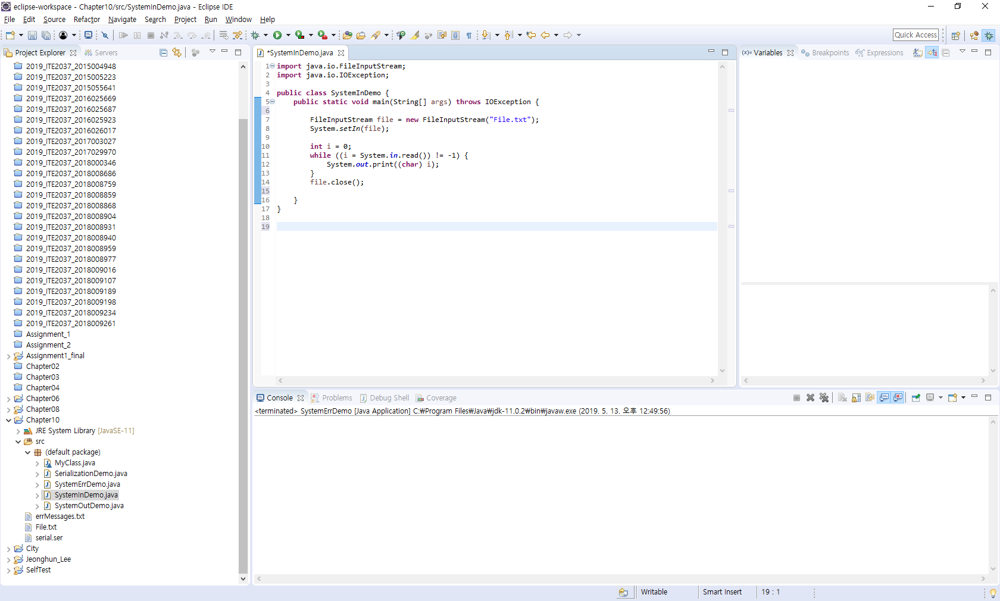 eclipse-workspace - Chapter10/src/SystemInDemo.java - Eclipse IDE
File Edit Source Refactor Navigate Search Project Run Window Help
Quick Access
Project Explorer Servers
2019_ITE2037_2015004948
2019_ITE2037_2015005223
2019_ITE2037_2015055641
2019_ITE2037_2016025669
2019_ITE2037_2016025687
2019_ITE2037_2016025923
2019_ITE2037_2016026017
2019_ITE2037_2017003027
2019_ITE2037_2017029970
2019_ITE2037_2018000346
2019_ITE2037_2018008686
2019_ITE2037_2018008759
2019_ITE2037_2018008859
2019_ITE2037_2018008868
2019_ITE2037_2018008904
2019_ITE2037_2018008931
2019_ITE2037_2018008940
2019_ITE2037_2018008959
2019_ITE2037_2018008977
2019_ITE2037_2018009016
2019_ITE2037_2018009107
2019_ITE2037_2018009189
2019_ITE2037_2018009198
2019_ITE2037_2018009234
2019_ITE2037_2018009261
Assignment_1
Assignment_2
Assignment1_final
Chapter02
Chapter03
Chapter04
Chapter06
Chapter08
Chapter10
JRE System Library [JavaSE-11]
src
(default package)
MyClass.java
SerializationDemo.java
SystemErrDemo.java
SystemInDemo.java
SystemOutDemo.java
errMessages.txt
File.txt
serial.ser
City
Jeonghun_Lee
SelfTest
*SystemInDemo.java
1 import java.io.FileInputStream;
2 import java.io.IOException;
3
4 public class SystemInDemo {
5 public static void main(String[] args) throws IOException {
6
7 FileInputStream file = new FileInputStream("File.txt");
8 System.setIn(file);
9
10 int i = 0;
11 while ((i = System.in.read()) != -1) {
12 System.out.print((char) i);
13 }
14 file.close();
15
16 }
17 }
18
19
(x)= Variables Breakpoints Expressions
Console Problems Debug Shell Coverage
<terminated> SystemErrDemo [Java Application] C:₩Program Files₩Java₩jdk-11.0.2₩bin₩javaw.exe (2019. 5. 13. 오후 12:49:56)
Writable Smart Insert 19 : 1